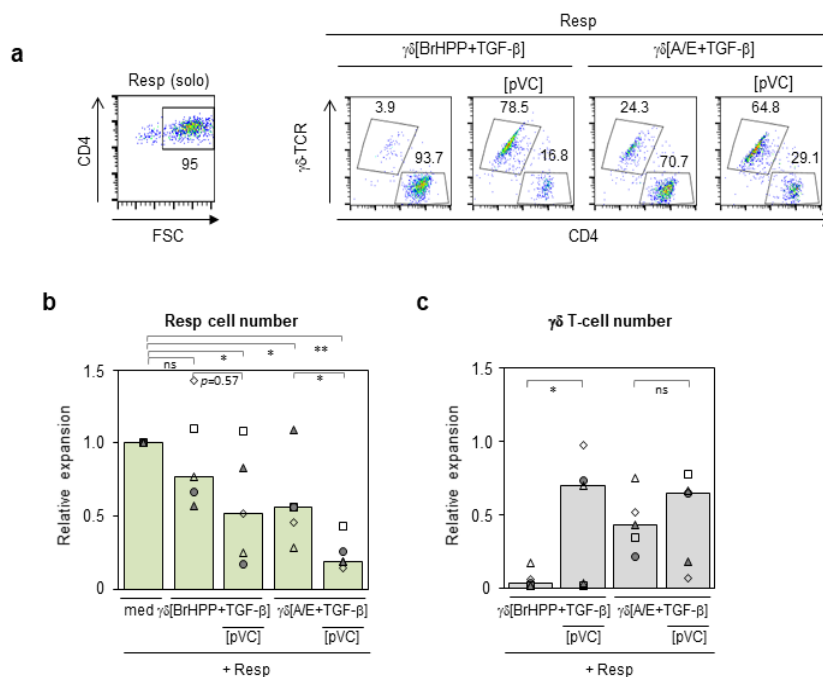 a
Resp
γδ[BrHPP+TGF-β] γδ[A/E+TGF-β]
Resp (solo) [pVC] [pVC]
3.9 78.5 24.3 64.8
93.7 16.8 70.7 29.1
95
CD4
γδ-TCR
FSC
CD4
b
Resp cell number
**
* *
ns
p=0.57 *
1.5
1.0
0.5
0
Relative expansion
med γδ[BrHPP+TGF-β] γδ[A/E+TGF-β]
[pVC] [pVC]
+ Resp
c
γδ T-cell number
* ns
1.5
1.0
0.5
0
Relative expansion
γδ[BrHPP+TGF-β] γδ[A/E+TGF-β]
[pVC] [pVC]
+ Resp